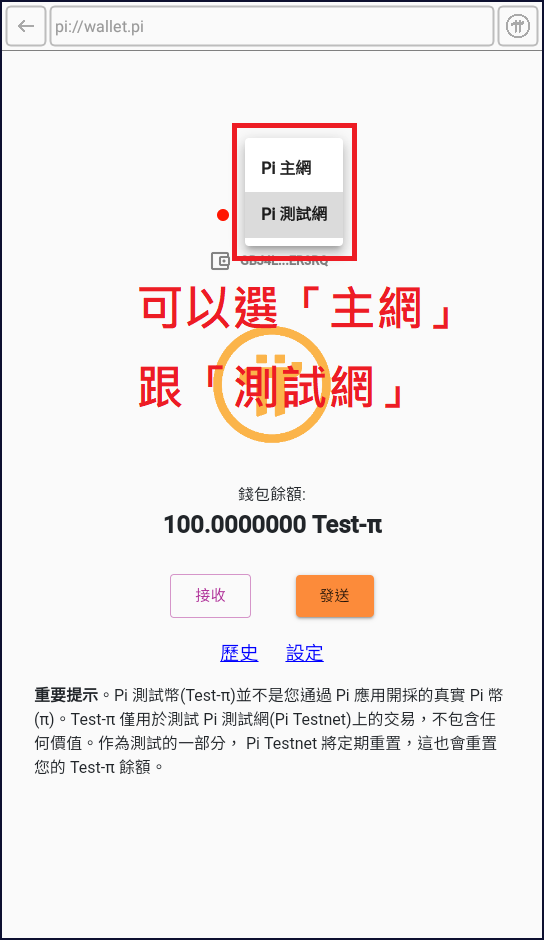 pi://wallet.pi
Pi 主網
Pi 測試網
可以選「主網」
跟「測試網」
錢包餘額:
100.0000000 Test-π
接收
發送
歷史
設定
重要提示。Pi 測試幣(Test-π)並不是您通過 Pi 應用開採的真實 Pi 幣
(π)。Test-π 僅用於測試 Pi 測試網(Pi Testnet)上的交易，不包含任
何價值。作為測試的一部分， Pi Testnet 將定期重置，這也會重置
您的 Test-π 餘額。